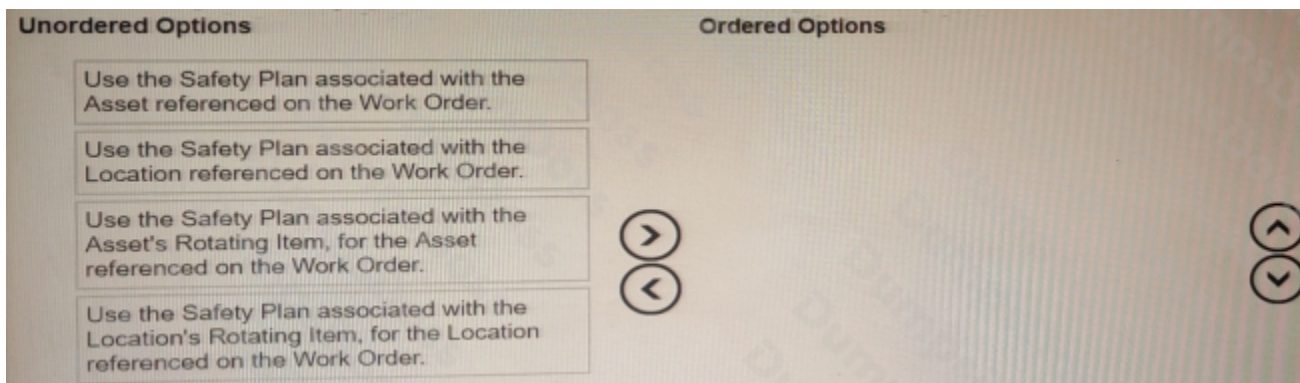 Unordered Options
Ordered Options
Use the Safety Plan associated with the
Asset referenced on the Work Order.
Use the Safety Plan associated with the
Location referenced on the Work Order.
Use the Safety Plan associated with the
Asset's Rotating Item, for the Asset
referenced on the Work Order.
Use the Safety Plan associated with the
Location's Rotating Item, for the Location
referenced on the Work Order.